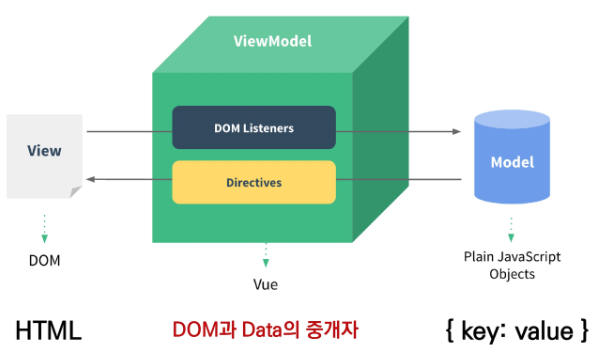 ViewModel
DOM Listeners
View
Model
Directives
DOM
Vue
Plain JavaScript
Objects
HTML
DOM과 Data의 중개자
{ key: value }